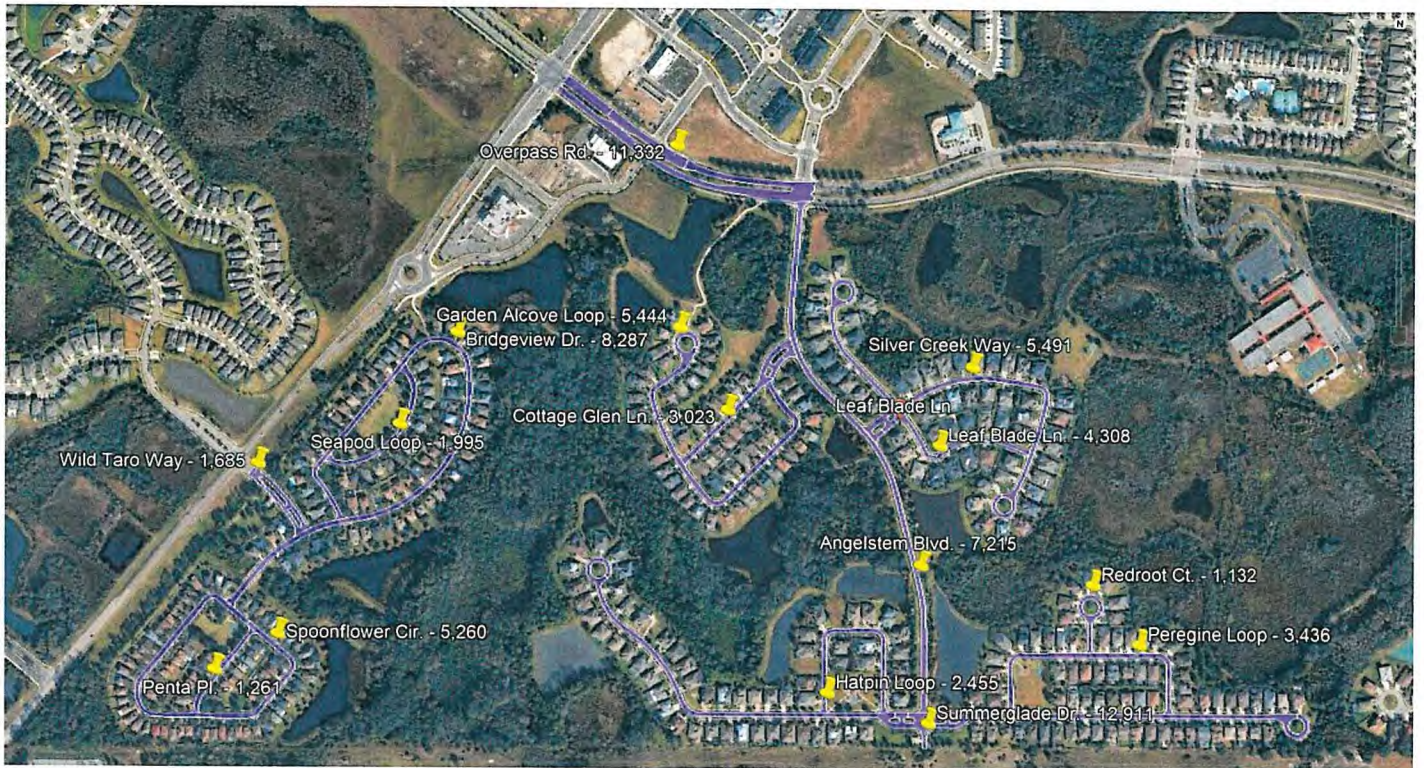 N
Overpass Rd. - 11,332
Garden Alcove Loop - 5,444
Bridgeview Dr. - 8,287
Silver Creek Way - 5,491
Cottage Glen Ln. - 3,023
Leaf Blade Ln
Seapod Loop - 1,995
Leaf Blade Ln. - 4,308
Wild Taro Way - 1,685
Angelstem Blvd. - 7,215
Redroot Ct. - 1,132
Spoonflower Cir. - 5,260
Peregine Loop - 3,436
Penta Pl. - 1,261
Hatpin Loop - 2,455
Summerglade Dr. - 12,911